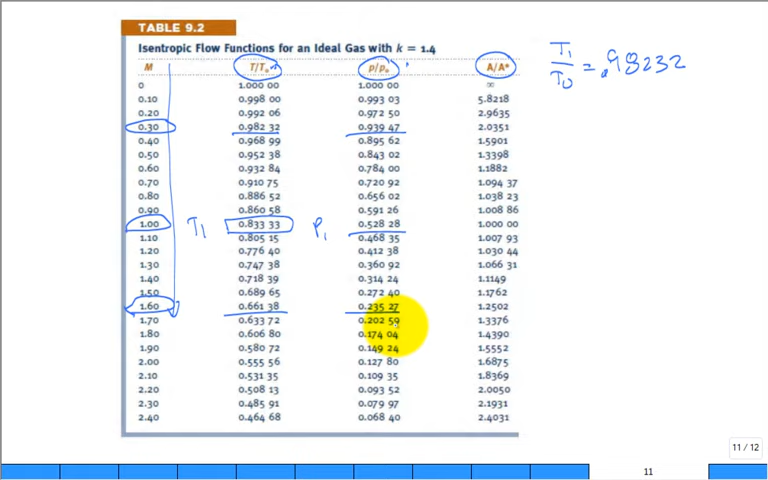 TABLE 9.2
Isentropic Flow Functions for an Ideal Gas with k = 1.4
M T/Tₒ p/pₒ A/A*
0 1.000 00 1.000 00 ∞
0.10 0.998 00 0.993 03 5.8218
0.20 0.992 06 0.972 50 2.9635
0.30 0.982 32 0.939 47 2.0351
0.40 0.968 99 0.895 62 1.5901
0.50 0.952 38 0.843 02 1.3398
0.60 0.932 84 0.784 00 1.1882
0.70 0.910 75 0.720 92 1.094 37
0.80 0.886 52 0.656 02 1.038 23
0.90 0.860 58 0.591 26 1.008 86
1.00 T1 0.833 33 P1 0.528 28 1.000 00
1.10 0.805 15 0.468 35 1.007 93
1.20 0.776 40 0.412 38 1.030 44
1.30 0.747 38 0.360 92 1.066 31
1.40 0.718 39 0.314 24 1.1149
1.50 0.689 65 0.272 40 1.1762
1.60 0.661 38 0.235 27 1.2502
1.70 0.633 72 0.202 59 1.3376
1.80 0.606 80 0.174 04 1.4390
1.90 0.580 72 0.149 24 1.5552
2.00 0.555 56 0.127 80 1.6875
2.10 0.531 35 0.109 35 1.8369
2.20 0.508 13 0.093 52 2.0050
2.30 0.485 91 0.079 97 2.1931
2.40 0.464 68 0.068 40 2.4031
T1/T0 = .98232
11 / 12
11